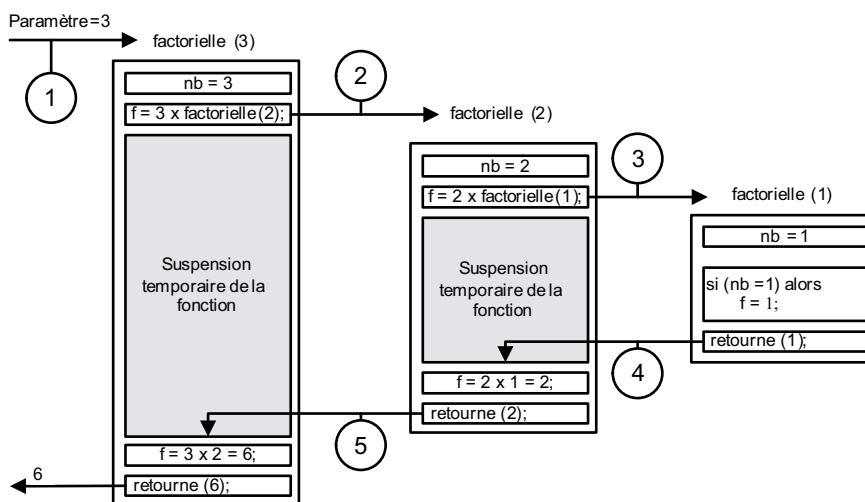 Paramètre=3
factorielle (3)
1
nb = 3
f = 3 x factorielle(2);
2
factorielle (2)
nb = 2
f = 2 x factorielle(1);
3
factorielle (1)
nb = 1
si (nb =1) alors
f = 1;
retourne (1);
4
Suspension
temporaire de la
fonction
f = 2 x 1 = 2;
retourne (2);
5
Suspension
temporaire de la
fonction
f = 3 x 2 = 6;
retourne (6);
6